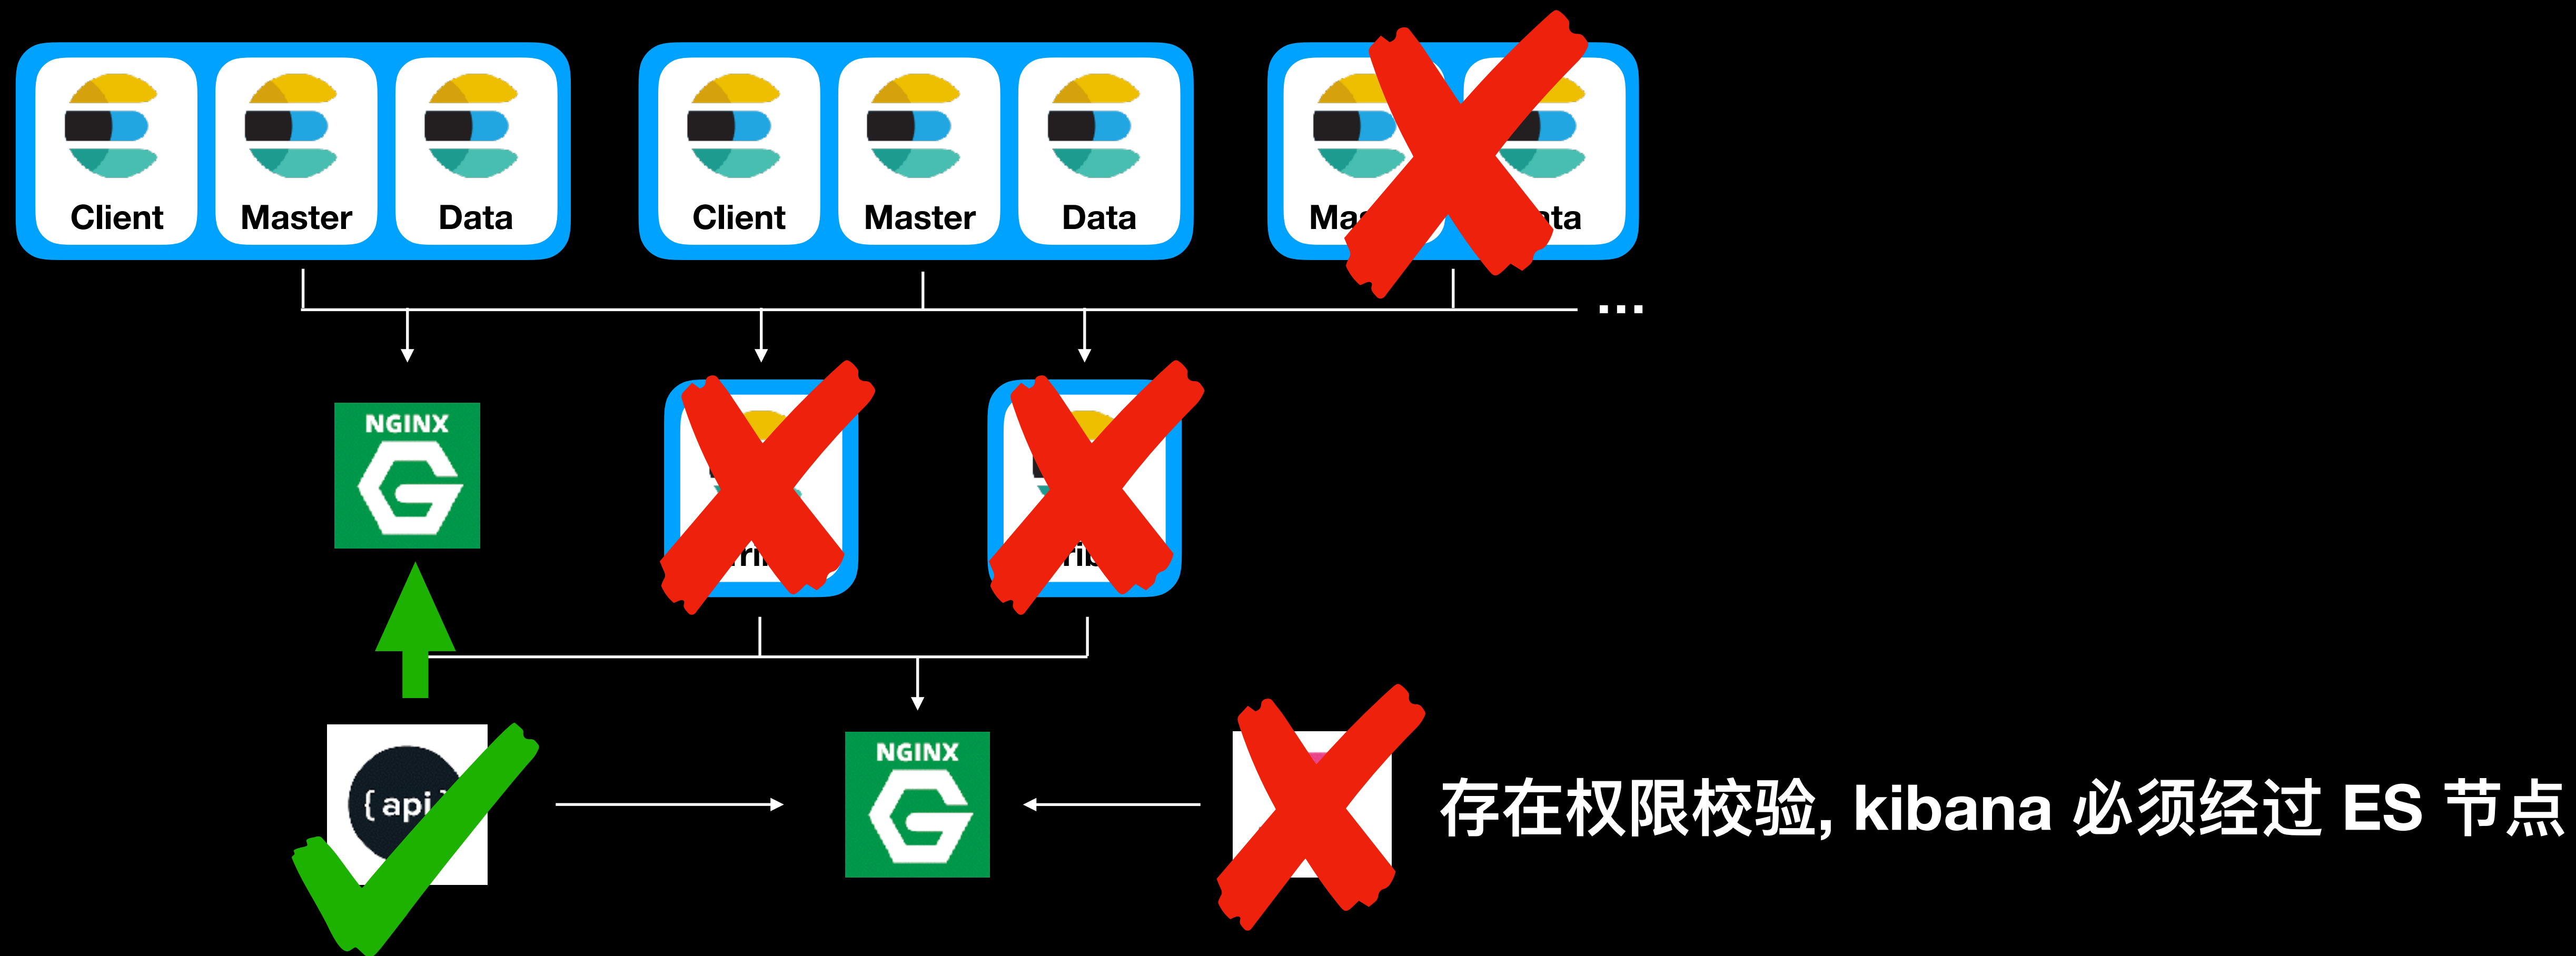 Client
Master
Data
Client
Master
Data
...
NGINX
{ api
NGINX
存在权限校验, kibana 必须经过 ES 节点